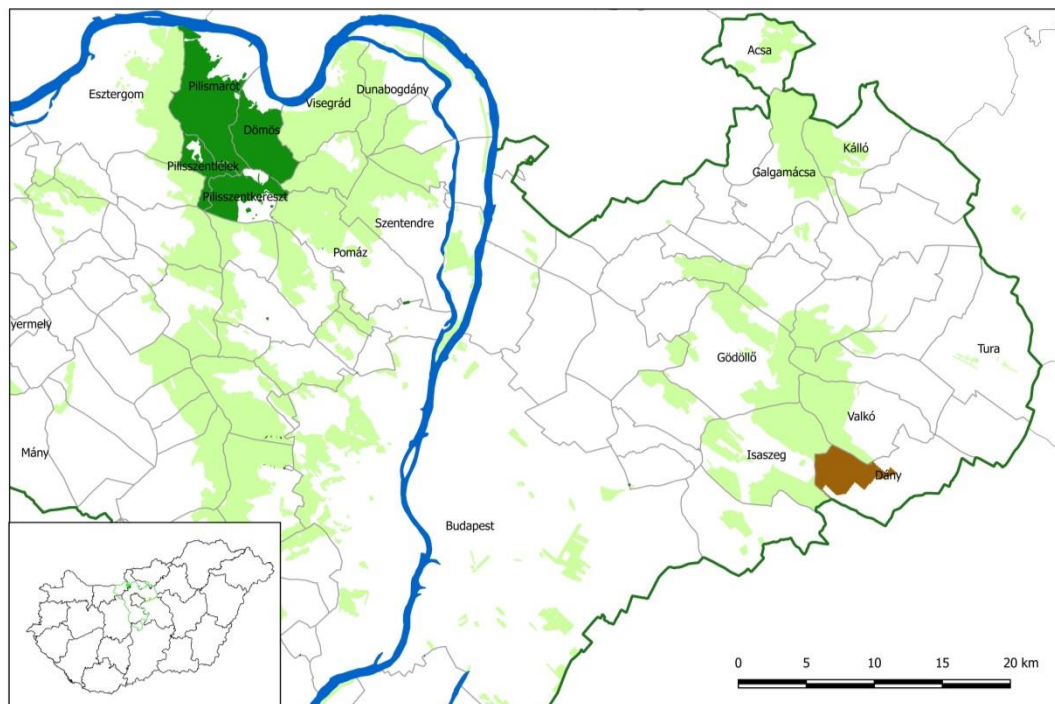 Acsa
Esztergom
Pilismarót
Visegrád
Dunabogdány
Dömös
Kálló
Galgamácsa
Pilisszentlélek
Pilisszentkereszt
Szentendre
Pomáz
yermely
Gödöllő
Tura
Valkó
Mány
Isaszeg
Dány
Budapest
0 5 10 15 20 km